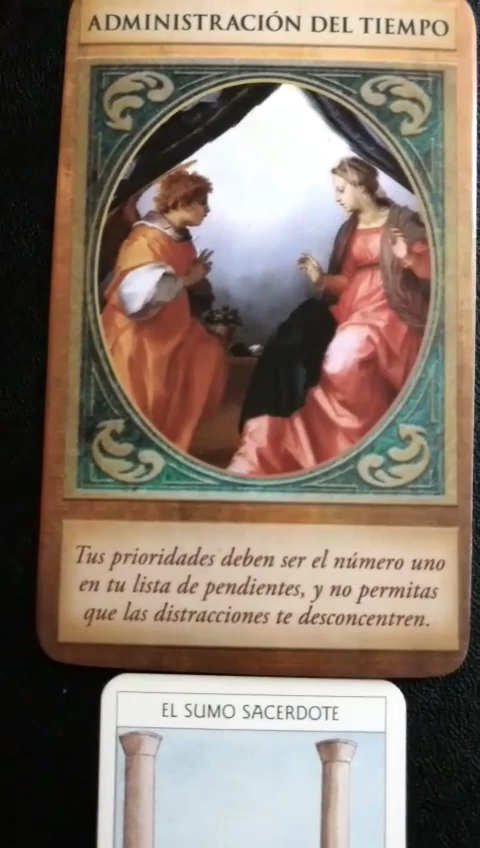 ADMINISTRACIÓN DEL TIEMPO
Tus prioridades deben ser el número uno
en tu lista de pendientes, y no permitas
que las distracciones te desconcentren.
EL SUMO SACERDOTE